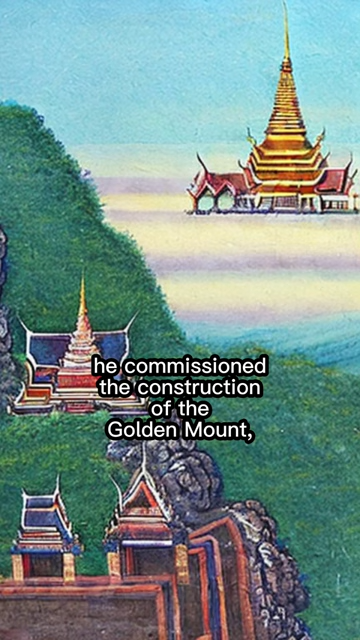 he commissioned
the construction
of the
Golden Mount,